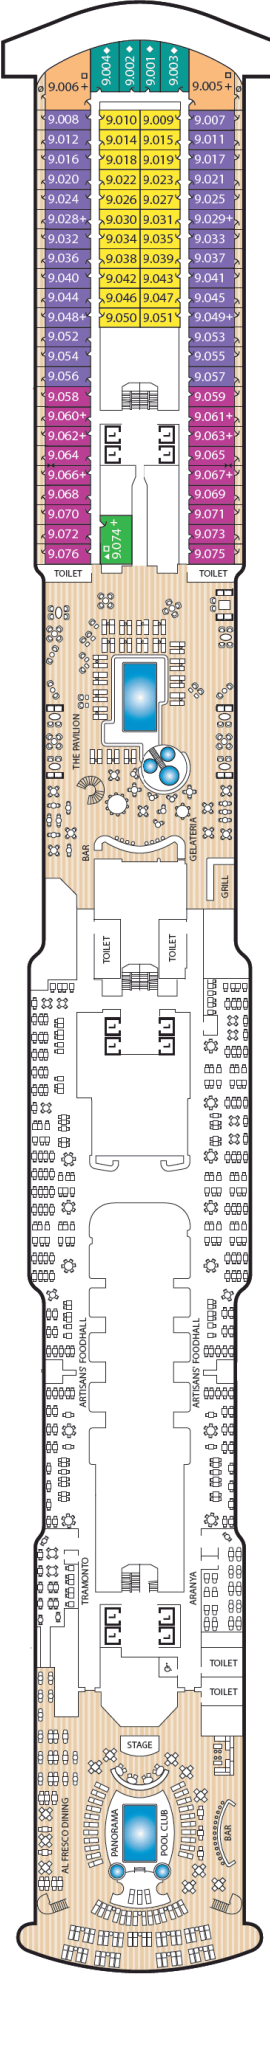 9.004 9.002 9.001 9.003
9.006+ 9.005+
9.008 9.010 9.009 9.007
9.012 9.014 9.015 9.011
9.016 9.018 9.019 9.017
9.020 9.022 9.023 9.021
9.024 9.026 9.027 9.025
9.028+ 9.030 9.031 9.029+
9.032 9.034 9.035 9.033
9.036 9.038 9.039 9.037
9.040 9.042 9.043 9.041
9.044 9.046 9.047 9.045
9.048+ 9.050 9.051 9.049+
9.052 9.053
9.054 9.055
9.056 9.057
9.058 9.059
9.060+ 9.061+
9.062+ 9.063+
9.064 9.065
9.066+ 9.067+
9.068 9.069
9.070 9.071
9.072 9.074+ 9.073
9.076 9.075
TOILET TOILET
THE PAVILION
BAR GELATERIA
GRILL
TOILET TOILET
L L
L L
ARTISANS' FOODHALL ARTISANS' FOODHALL
TRAMONTO ARANYA
L L
L L
TOILET
TOILET
STAGE
AL FRESCO DINING PANORAMA POOL CLUB BAR